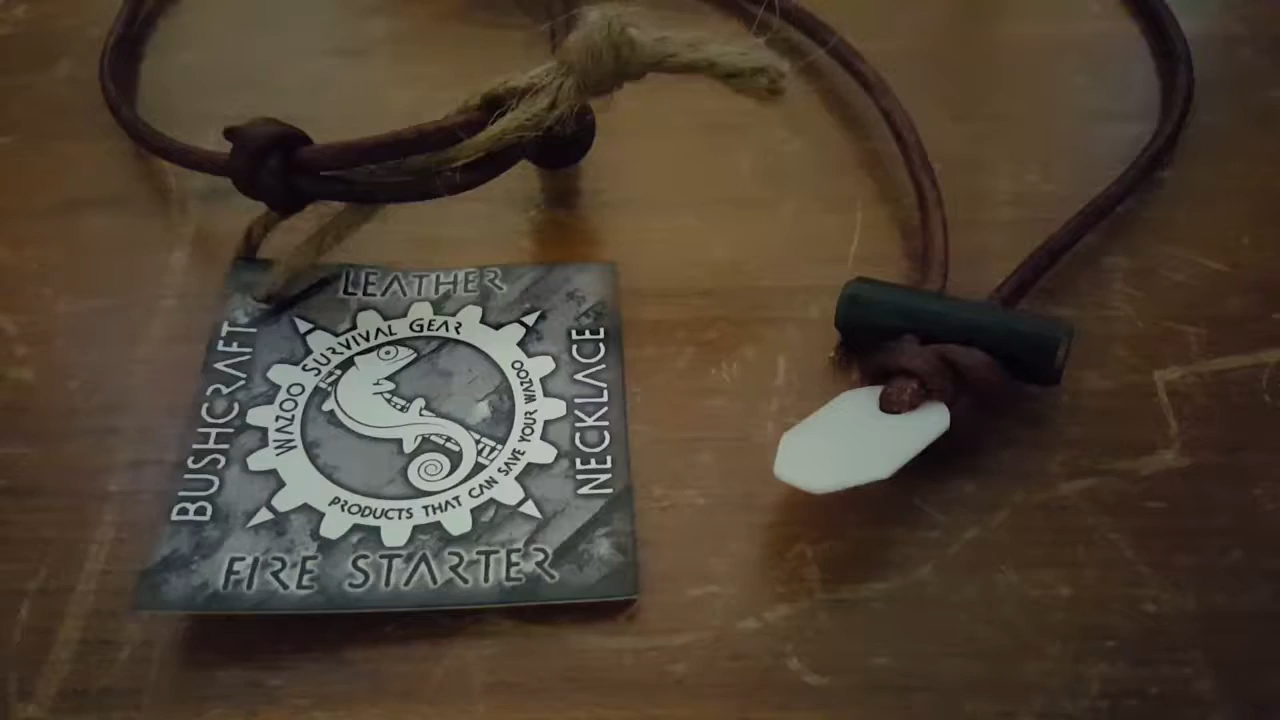 LEATHER
BUSHCRAFT
NECKLACE
WAZOO SURVIVAL GEAR
PRODUCTS THAT CAN SAVE YOUR WAZOO
FIRE STARTER